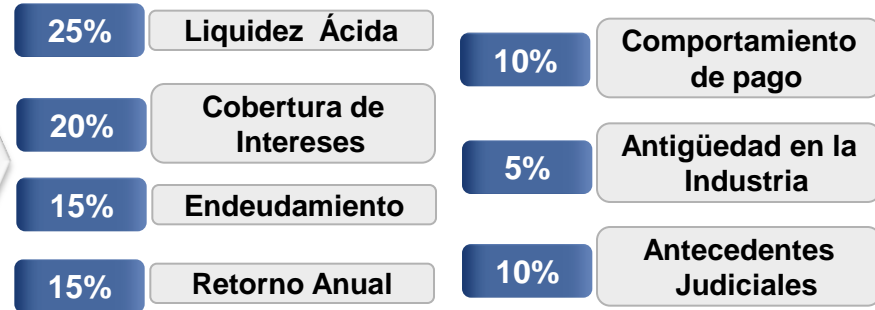 25%
Liquidez Ácida
20%
Cobertura de
Intereses
15%
Endeudamiento
15%
Retorno Anual
10%
Comportamiento
de pago
5%
Antigüedad en la
Industria
10%
Antecedentes
Judiciales